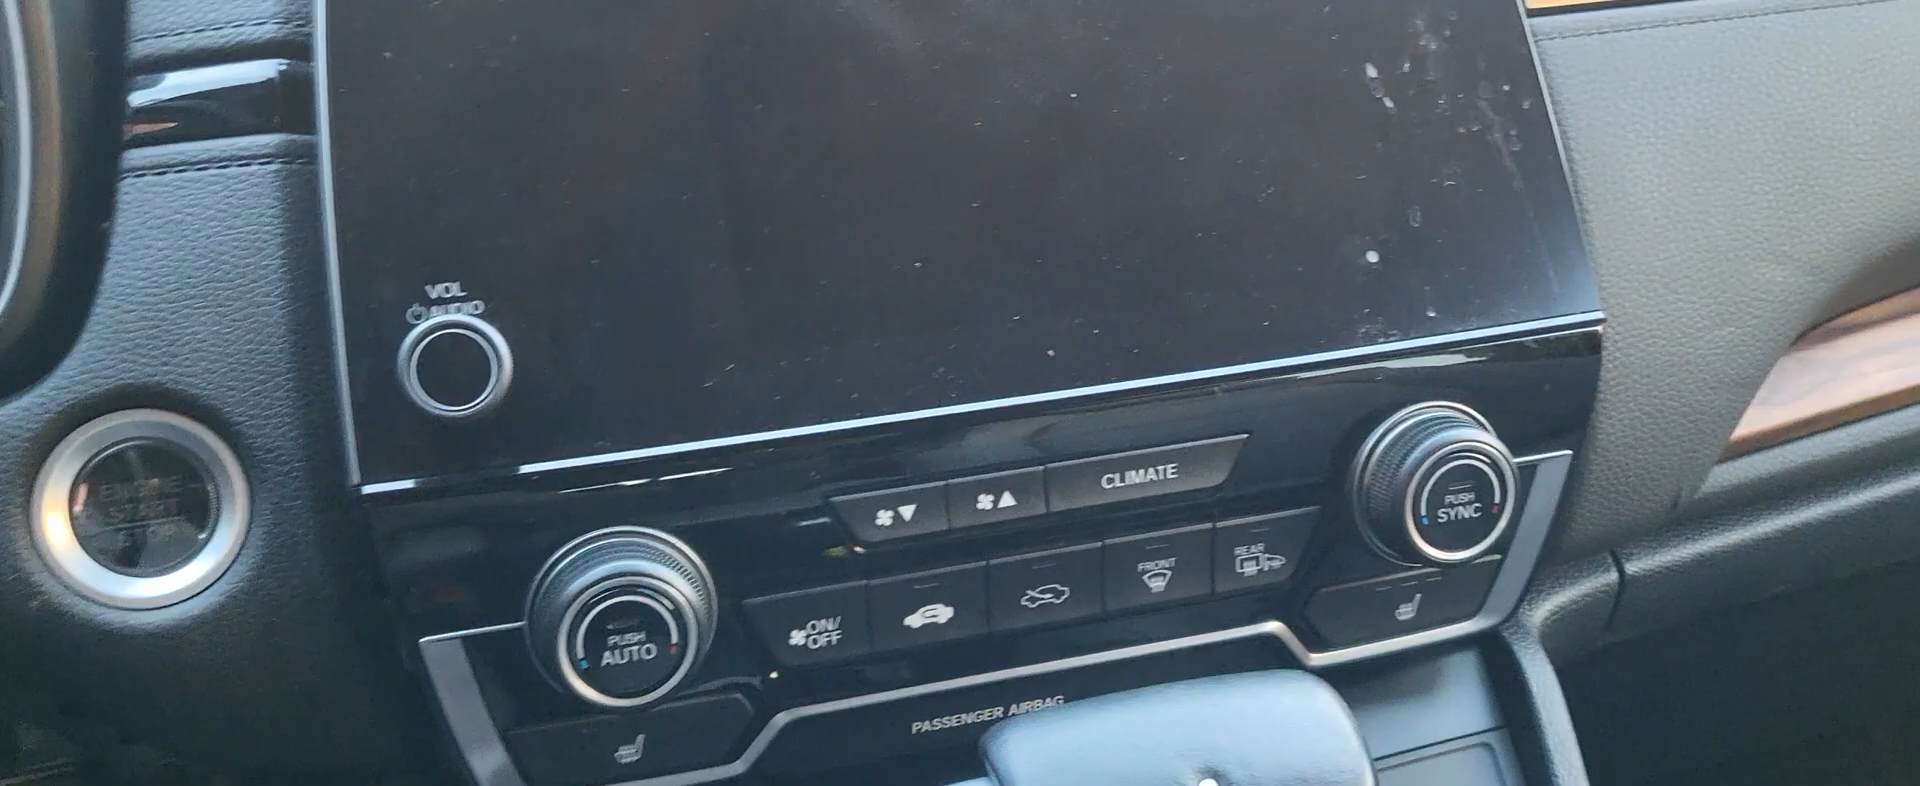 VOL
AUDIO
ENGINE
START
STOP
CLIMATE
PUSH
SYNC
FRONT
REAR
ON/
OFF
PUSH
AUTO
PASSENGER AIRBAG